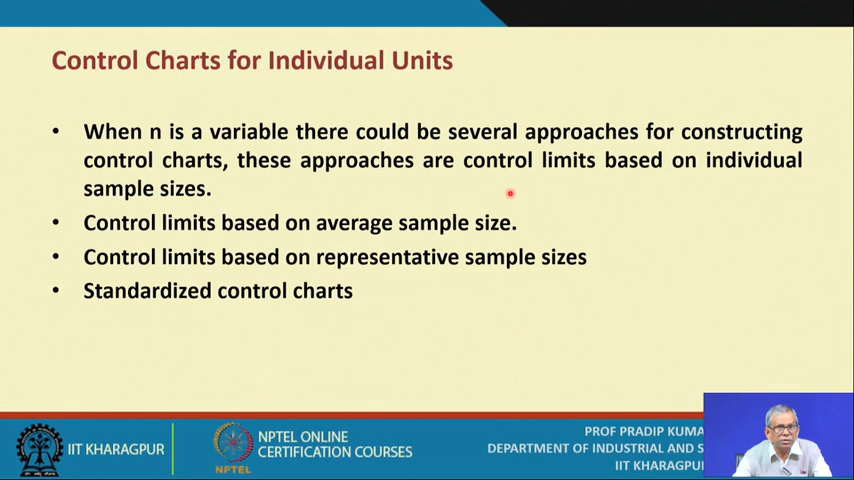 Control Charts for Individual Units
• When n is a variable there could be several approaches for constructing
control charts, these approaches are control limits based on individual
sample sizes.
• Control limits based on average sample size.
• Control limits based on representative sample sizes
• Standardized control charts
IIT KHARAGPUR
NPTEL
NPTEL ONLINE
CERTIFICATION COURSES
PROF PRADIP KUMA
DEPARTMENT OF INDUSTRIAL AND S
IIT KHARAGPUR